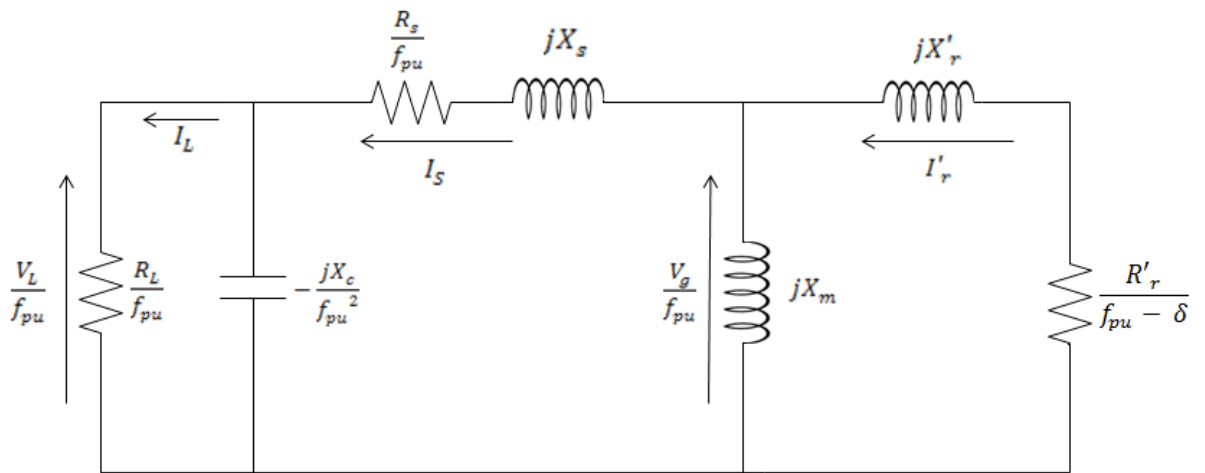 R_s/f_pu
jX_s
jX'_r
I_L
I_S
I'_r
V_L/f_pu
R_L/f_pu
-jX_c/f_pu^2
V_g/f_pu
jX_m
R'_r/(f_pu - δ)